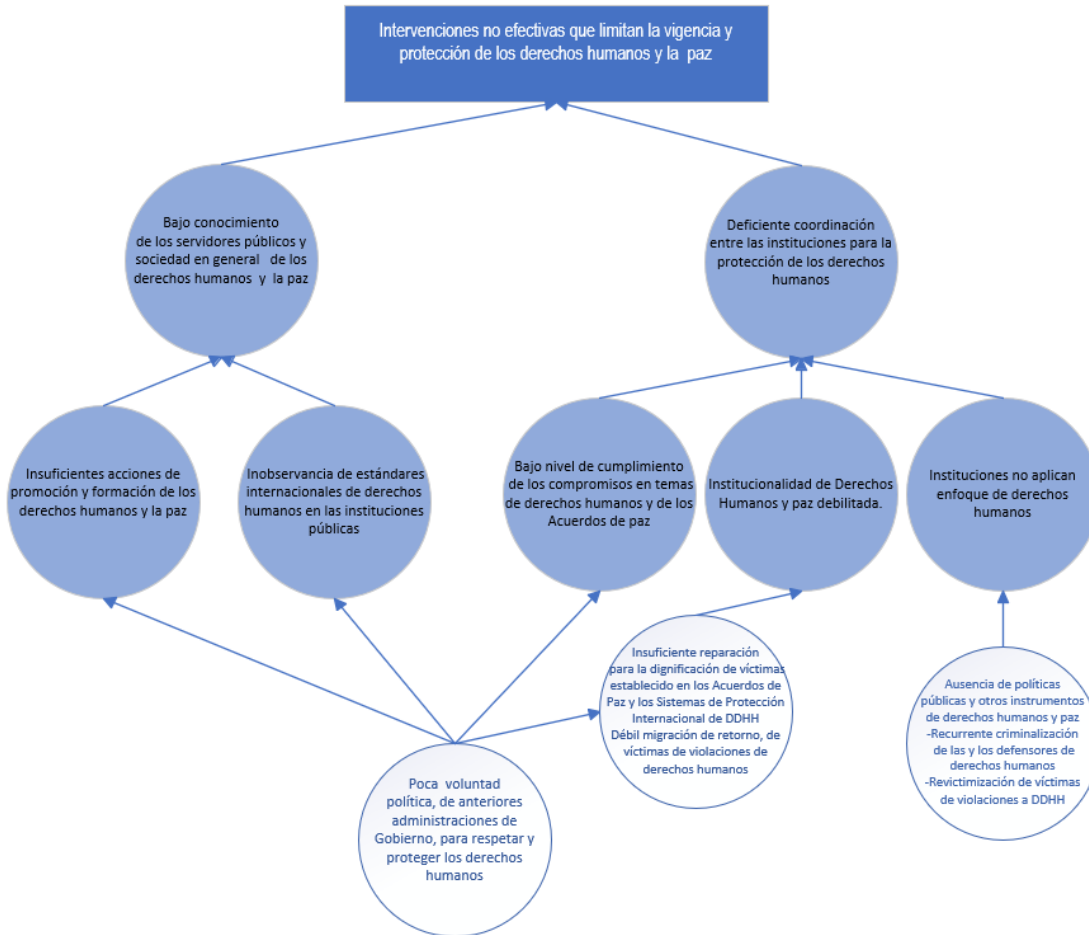 Intervenciones no efectivas que limitan la vigencia y
protección de los derechos humanos y la paz
Bajo conocimiento
de los servidores públicos y
sociedad en general de los
derechos humanos y la paz
Deficiente coordinación
entre las instituciones para la
protección de los derechos
humanos
Insuficientes acciones de
promoción y formación de los
derechos humanos y la paz
Inobservancia de estándares
internacionales de derechos
humanos en las instituciones
públicas
Bajo nivel de cumplimiento
de los compromisos en temas
de derechos humanos y de los
Acuerdos de paz
Institucionalidad de Derechos
Humanos y paz debilitada.
Instituciones no aplican
enfoque de derechos
humanos
Insuficiente reparación
para la dignificación de víctimas
establecido en los Acuerdos de
Paz y los Sistemas de Protección
Internacional de DDHH
Débil migración de retorno, de
víctimas de violaciones de
derechos humanos
Ausencia de políticas
públicas y otros instrumentos
de derechos humanos y paz
-Recurrente criminalización
de las y los defensores de
derechos humanos
-Revictimización de víctimas
de violaciones a DDHH
Poca voluntad
política, de anteriores
administraciones de
Gobierno, para respetar y
proteger los derechos
humanos